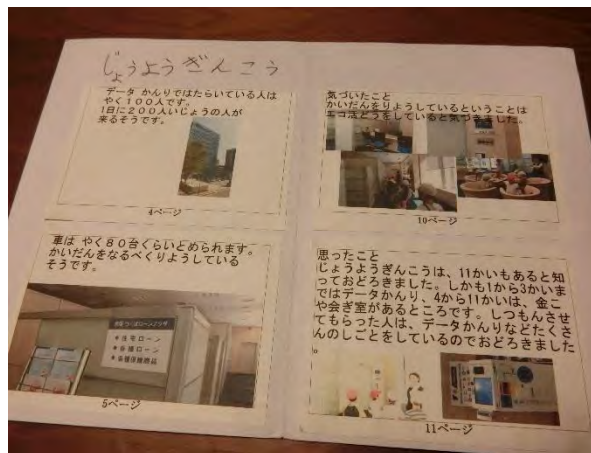 じょうようぎんこう
データ かんりではたらいている人は
やく１００人です。
1日に２００人いじょうの人が
来るそうです。
4ページ
車は やく８０台くらいとめられます。
かいだんをなるべくりようしている
そうです。
＊住宅ローン
＊各種ローン
5ページ
気づいたこと
かいだんをりようしているということは
エコ活どうをしていると気づきました。
10ページ
思ったこと
じょうようぎんこうは、11かいもあると知
っておどろきました。しかも1から3かいま
ではデータかんり、4から11かいは、金こ
や会ぎ室があるところです。しつもんさせ
てもらった人は、データかんりなどたくさ
んのしごとをしているのでおどろきました
。
11ページ